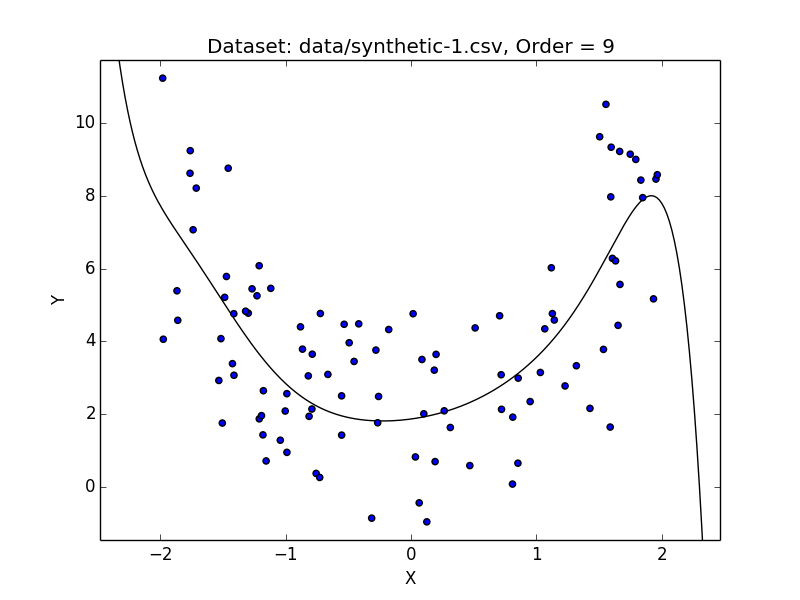 Dataset: data/synthetic-1.csv, Order = 9
Y
10
8
6
4
2
0
−2 −1 0 1 2
X